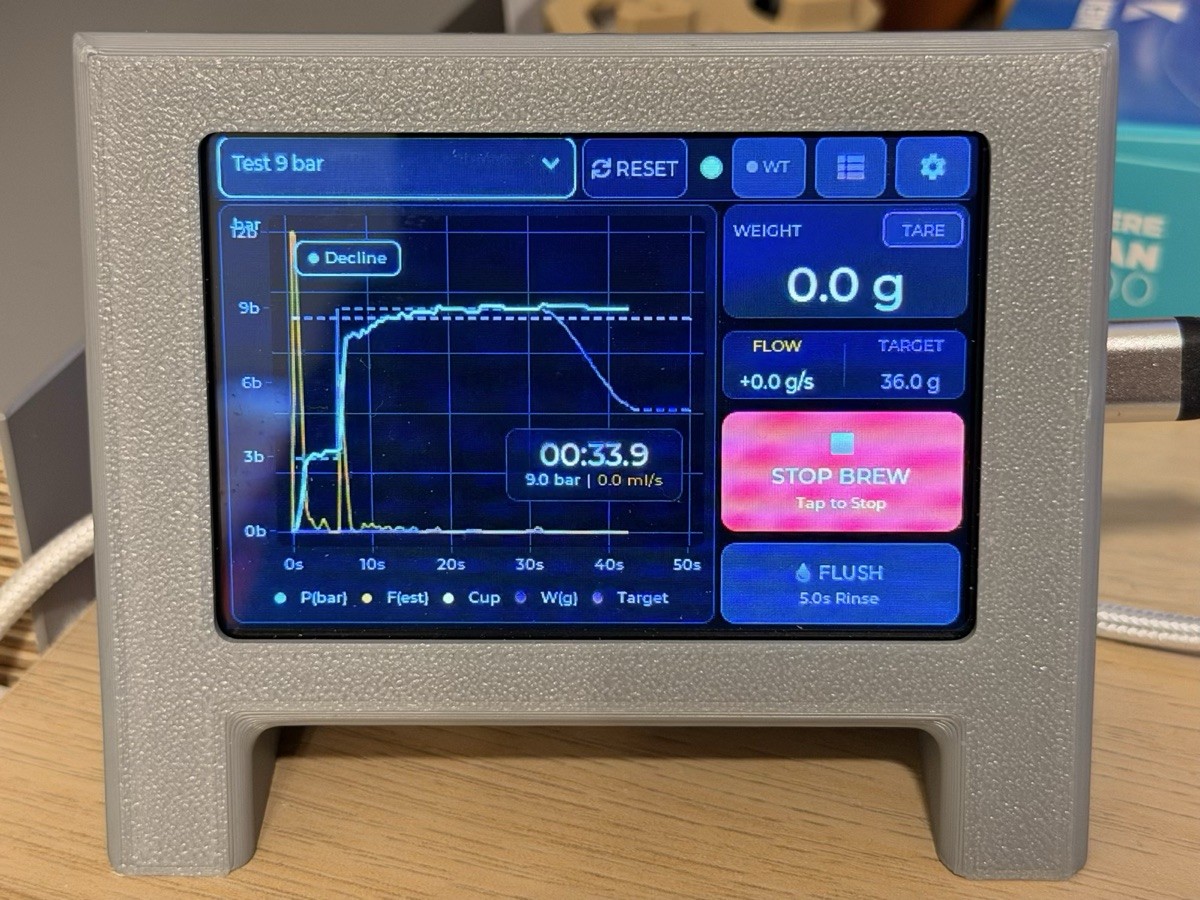 Test 9 bar
RESET
WT
bar
12b
Decline
9b
6b
3b
0b
00:33.9
9.0 bar | 0.0 ml/s
0s 10s 20s 30s 40s 50s
P(bar) F(est) Cup W(g) Target
WEIGHT
TARE
0.0 g
FLOW
TARGET
+0.0 g/s
36.0 g
STOP BREW
Tap to Stop
FLUSH
5.0s Rinse
ERE
AN